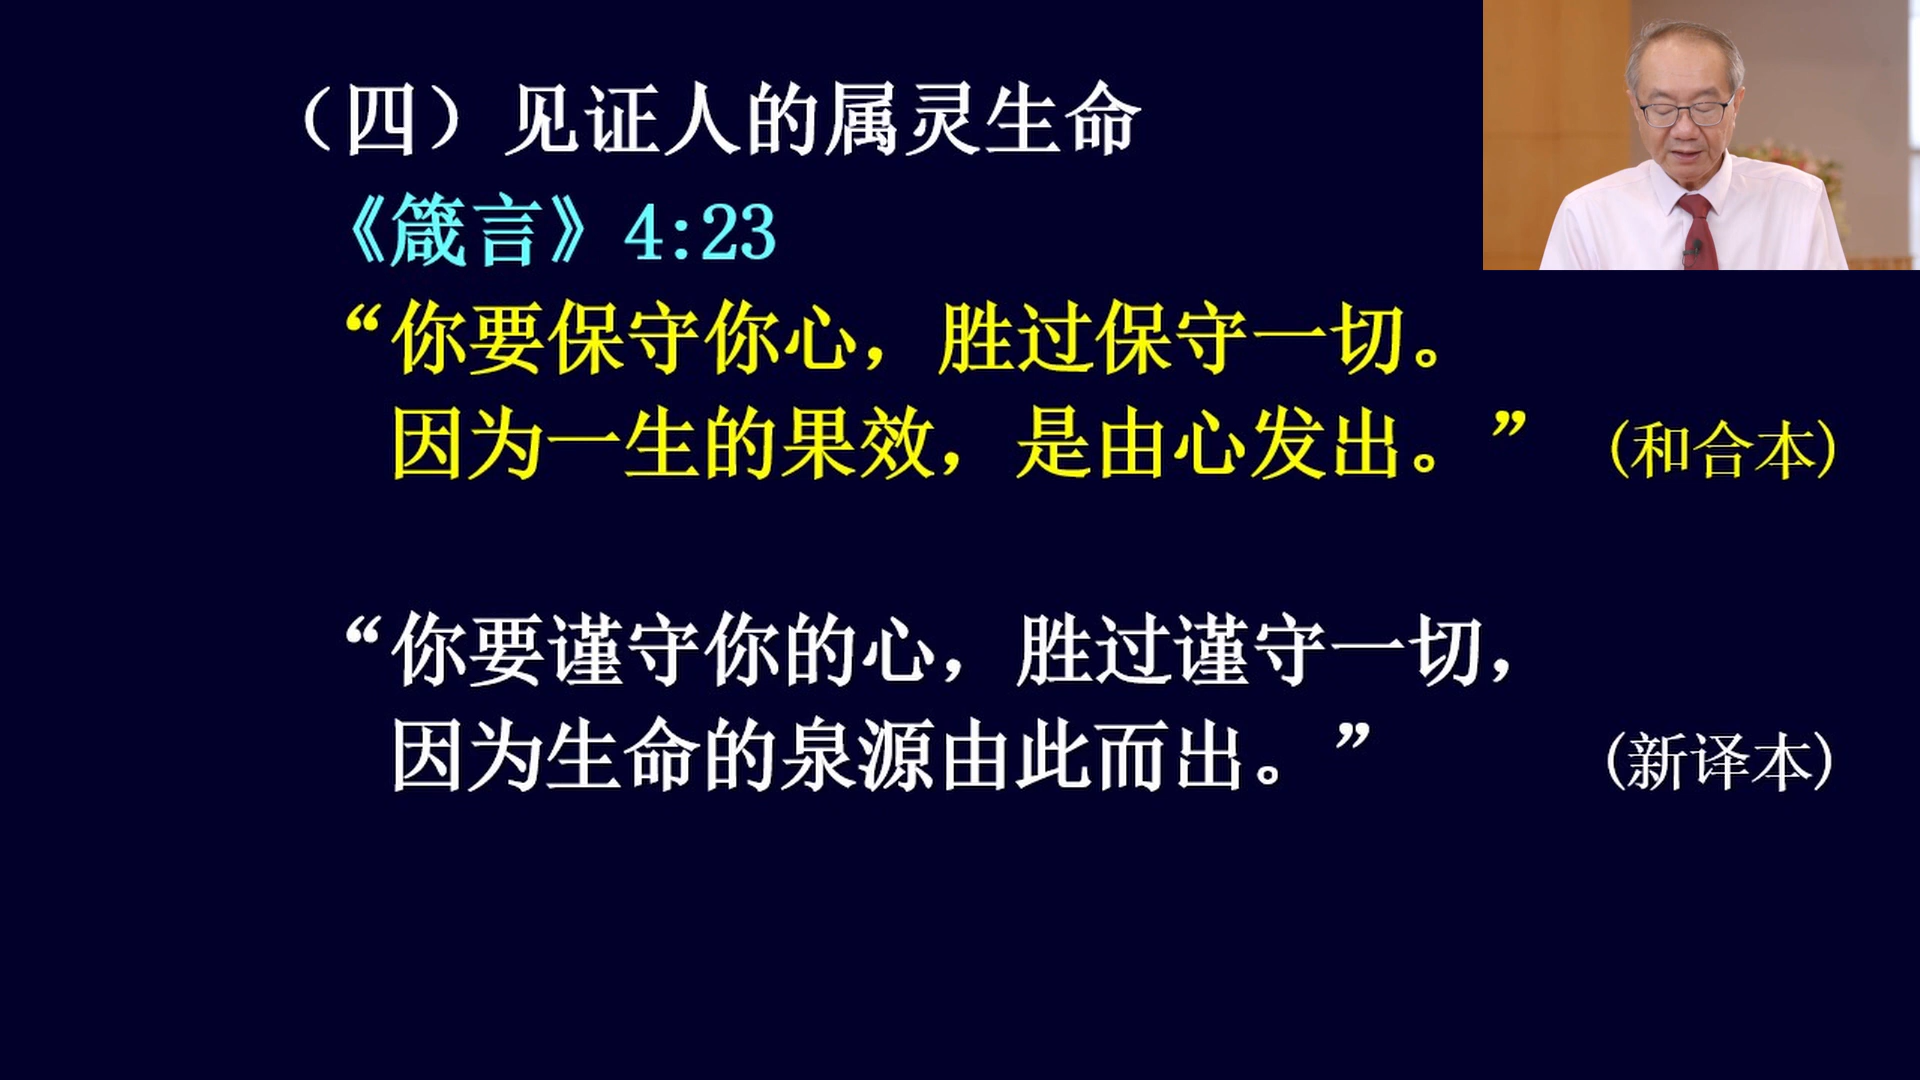 （四）见证人的属灵生命
《箴言》4:23
“你要保守你心，胜过保守一切。
因为一生的果效，是由心发出。” (和合本)
“你要谨守你的心，胜过谨守一切，
因为生命的泉源由此而出。” (新译本)